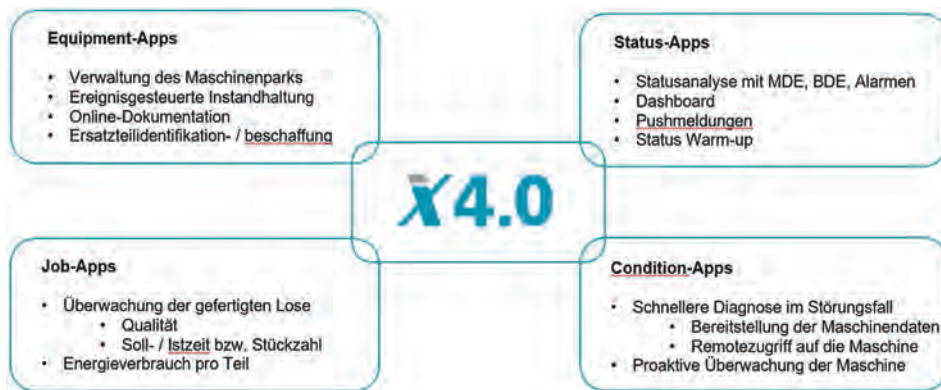 Equipment-Apps
• Verwaltung des Maschinenparks
• Ereignisgesteuerte Instandhaltung
• Online-Dokumentation
• Ersatzteilidentifikation- / beschaffung
Status-Apps
• Statusanalyse mit MDE, BDE, Alarmen
• Dashboard
• Pushmeldungen
• Status Warm-up
X4.0
Job-Apps
• Überwachung der gefertigten Lose
• Qualität
• Soll- / Istzeit bzw. Stückzahl
• Energieverbrauch pro Teil
Condition-Apps
• Schnellere Diagnose im Störungsfall
• Bereitstellung der Maschinendaten
• Remotezugriff auf die Maschine
• Proaktive Überwachung der Maschine